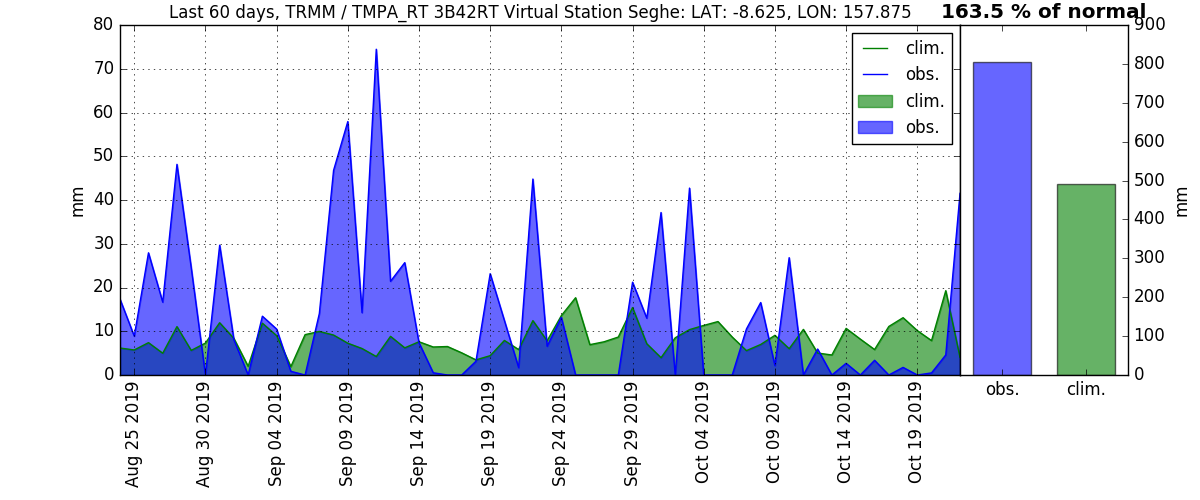 Last 60 days, TRMM / TMPA_RT 3B42RT Virtual Station Seghe: LAT: -8.625, LON: 157.875
163.5 % of normal
80
70
60
50
40
30
20
10
0
mm
clim.
obs.
clim.
obs.
900
800
700
600
500
400
300
200
100
0
mm
obs.
clim.
Aug 25 2019
Aug 30 2019
Sep 04 2019
Sep 09 2019
Sep 14 2019
Sep 19 2019
Sep 24 2019
Sep 29 2019
Oct 04 2019
Oct 09 2019
Oct 14 2019
Oct 19 2019